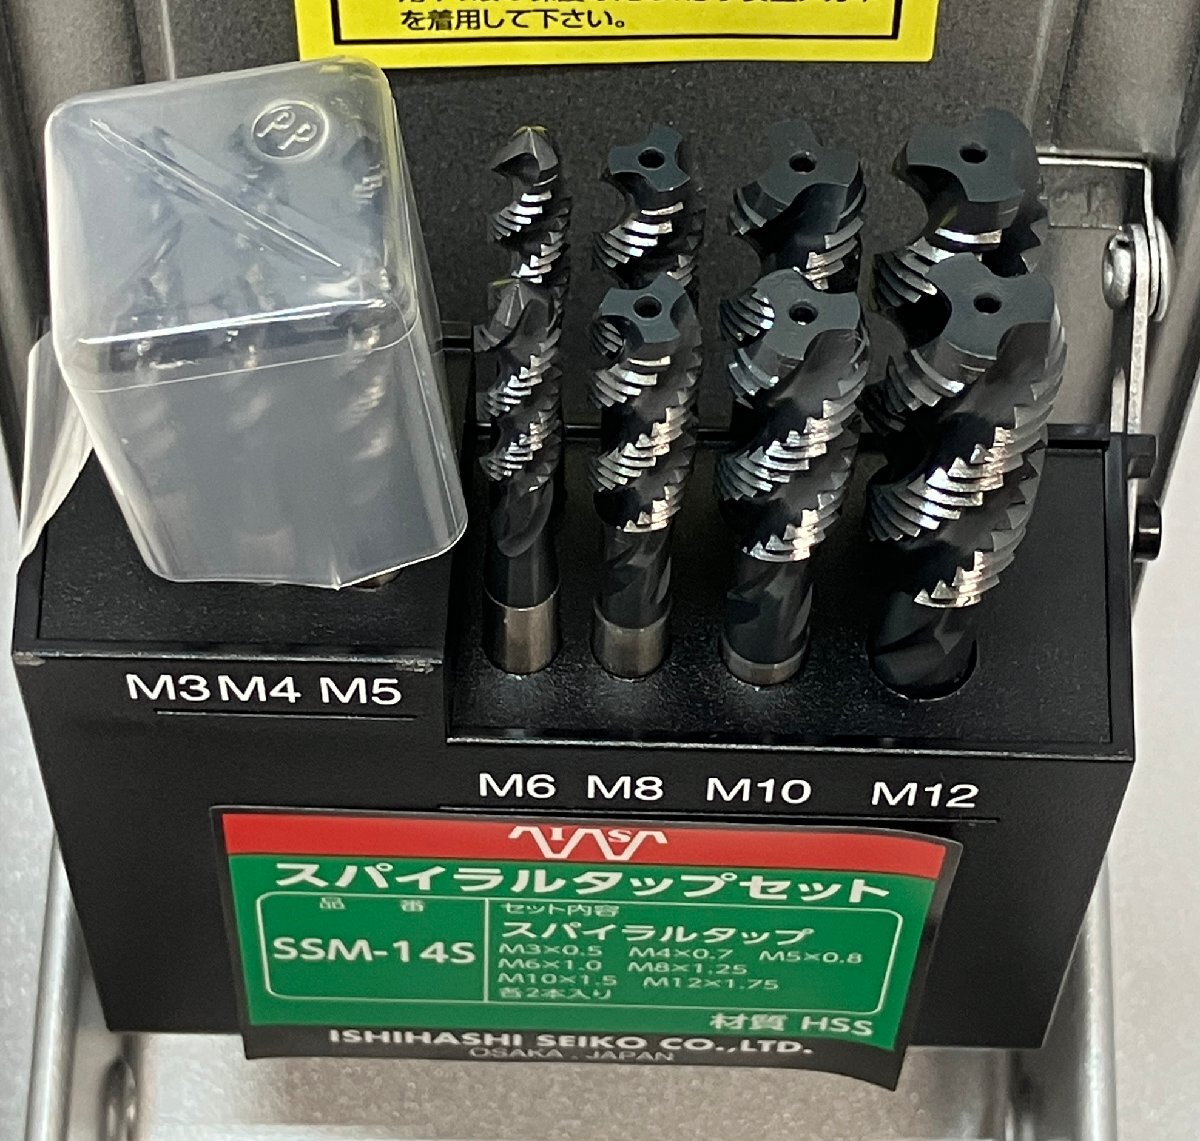 を着用して下さい。
PP
M3 M4 M5
M6 M8 M10 M12
ISA
スパイラルタップセット
品番
SSM-14S
セット内容
スパイラルタップ
M3×0.5 M4×0.7 M5×0.8
M6×1.0 M8×1.25
M10×1.5 M12×1.75
各2本入り
材質 HSS
ISHIHASHI SEIKO CO.,LTD.
OSAKA . JAPAN